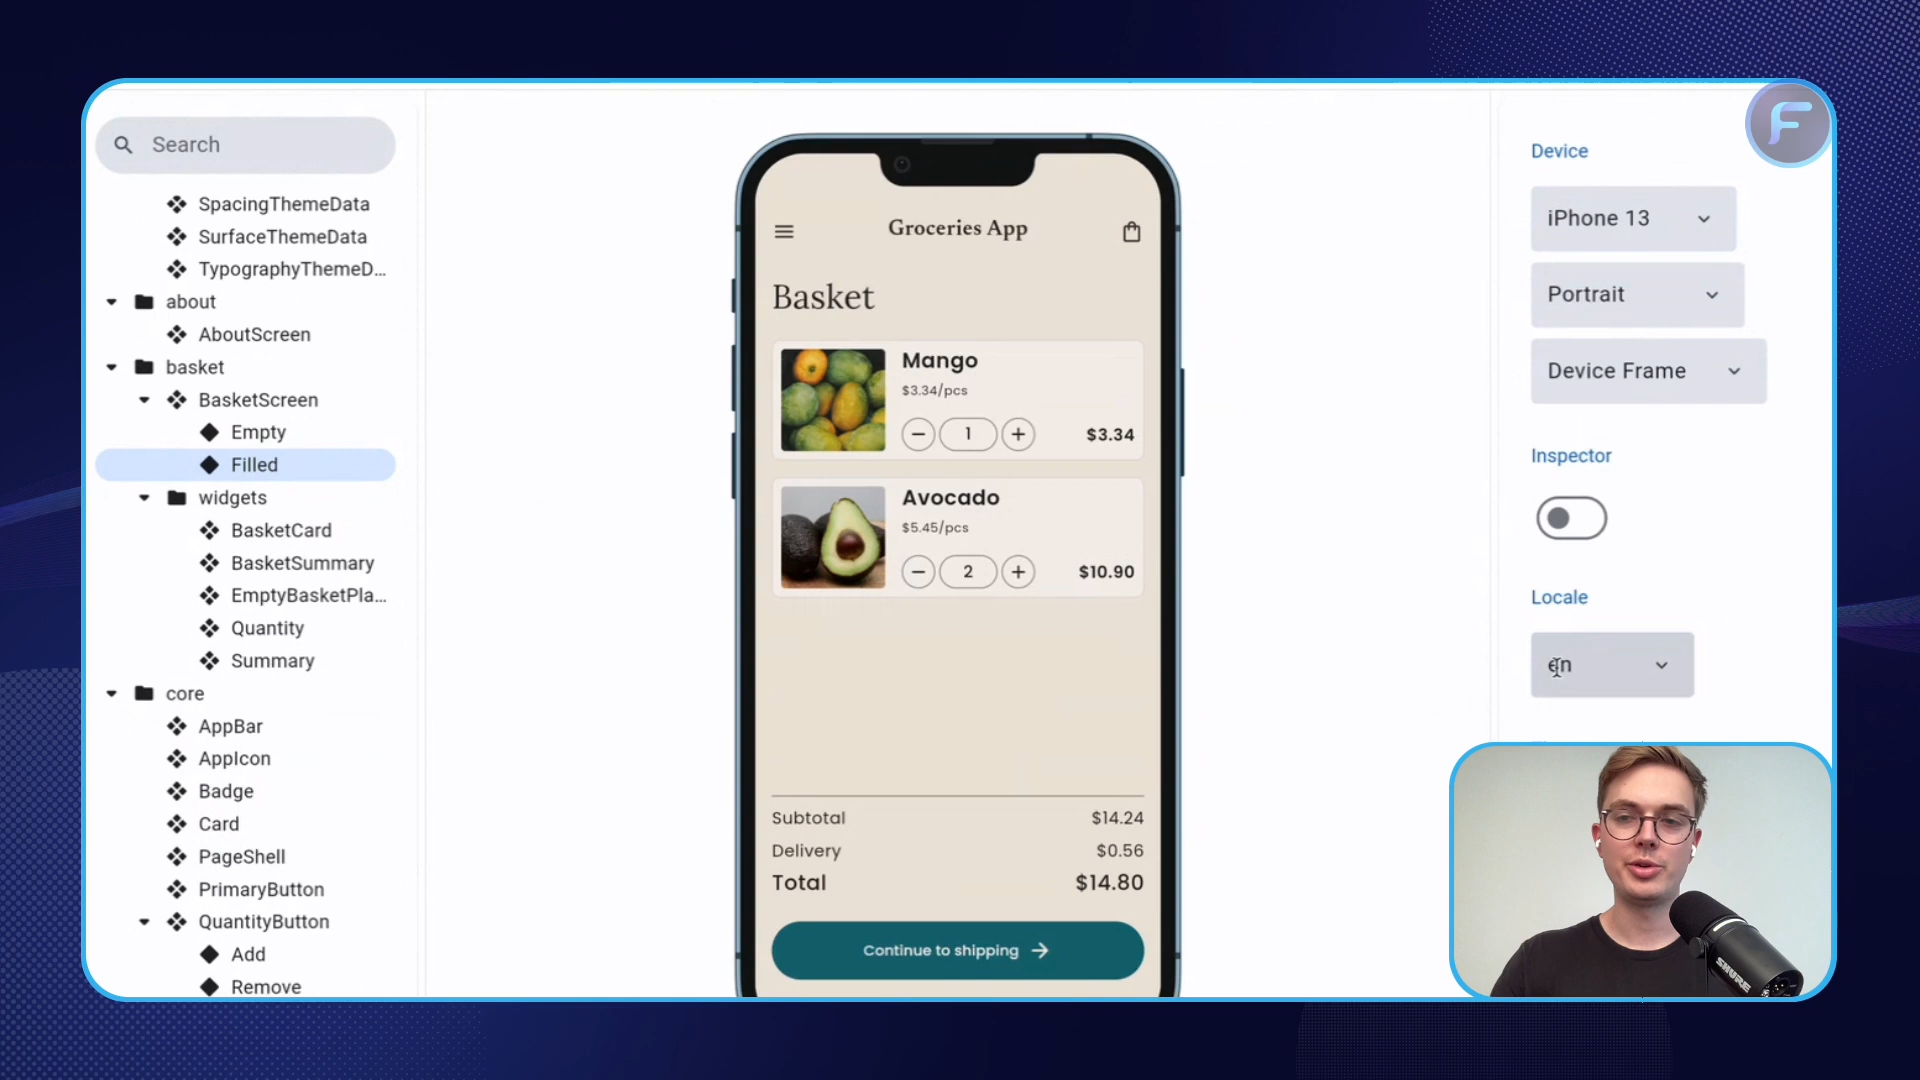 Search
SpacingThemeData
SurfaceThemeData
TypographyThemeD...
about
AboutScreen
basket
BasketScreen
Empty
Filled
widgets
BasketCard
BasketSummary
EmptyBasketPla...
Quantity
Summary
core
AppBar
AppIcon
Badge
Card
PageShell
PrimaryButton
QuantityButton
Add
Remove
Groceries App
Basket
Mango
$3.34/pcs
1
$3.34
Avocado
$5.45/pcs
2
$10.90
Subtotal $14.24
Delivery $0.56
Total $14.80
Continue to shipping
Device
iPhone 13
Portrait
Device Frame
Inspector
Locale
en
F
SHURE